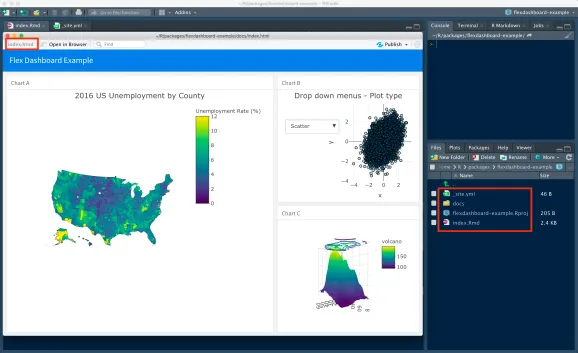 ~/R/packages/flexdashboard-example - RStudio
Go to file/function
Addins
flexdashboard-example
index.Rmd
_site.yml
~/R/packages/flexdashboard-example/docs/index.html
index.html
Open in Browser
Find
Publish
Flex Dashboard Example
Chart A
2016 US Unemployment by County
Unemployment Rate (%)
12
10
8
6
4
2
0
Chart B
Drop down menus - Plot type
Scatter
y
2
0
−2
−4
−4 −2 0 2
x
Chart C
volcano
150
100
Console Terminal R Markdown Jobs
~/R/packages/flexdashboard-example/
>
Files Plots Packages Help Viewer
New Folder Delete Rename More
Home R packages flexdashboard-example
Name Size
..
_site.yml 46 B
docs
flexdashboard-example.Rproj 205 B
index.Rmd 2.4 KB